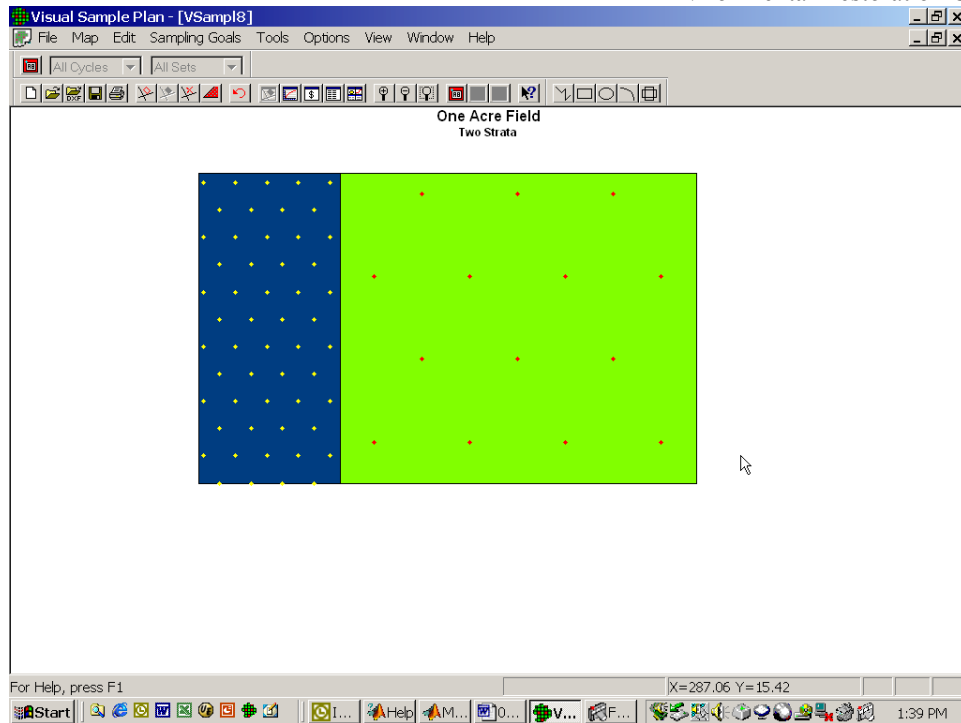 Visual Sample Plan - [VSampl8]
File Map Edit Sampling Goals Tools Options View Window Help
All Cycles All Sets
One Acre Field
Two Strata
For Help, press F1
X=287.06 Y=15.42
Start I... Help M... 0... V... F... 1:39 PM